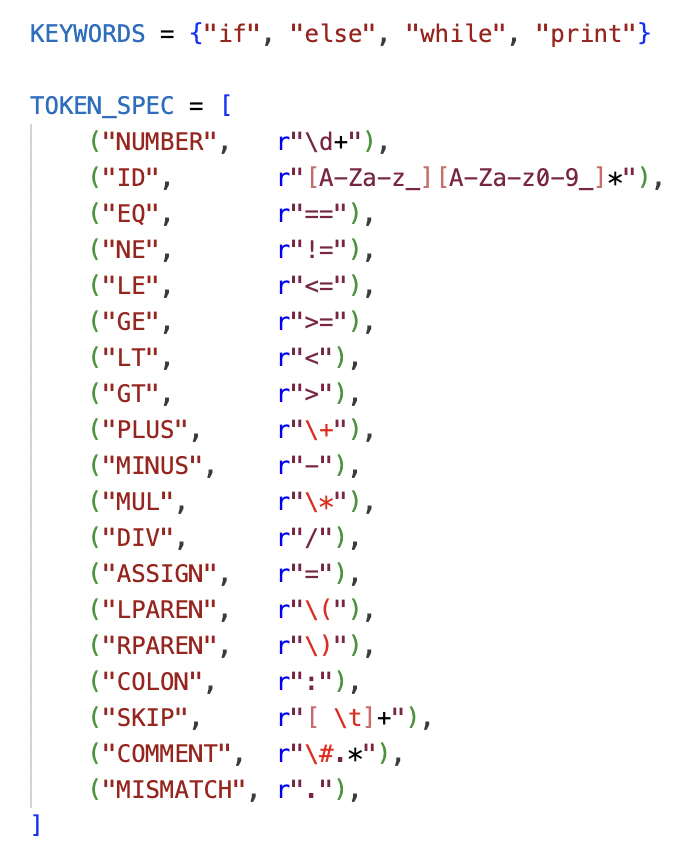 KEYWORDS = {"if", "else", "while", "print"}

TOKEN_SPEC = [
    ("NUMBER",   r"\d+"),
    ("ID",       r"[A-Za-z_][A-Za-z0-9_]*"),
    ("EQ",       r"=="),
    ("NE",       r"!="),
    ("LE",       r"<="),
    ("GE",       r">="),
    ("LT",       r"<"),
    ("GT",       r">"),
    ("PLUS",     r"\+"),
    ("MINUS",    r"-"),
    ("MUL",      r"\*"),
    ("DIV",      r"/"),
    ("ASSIGN",   r"="),
    ("LPAREN",   r"\("),
    ("RPAREN",   r"\)"),
    ("COLON",    r":"),
    ("SKIP",     r"[ \t]+"),
    ("COMMENT",  r"\#.*"),
    ("MISMATCH", r"."),
]